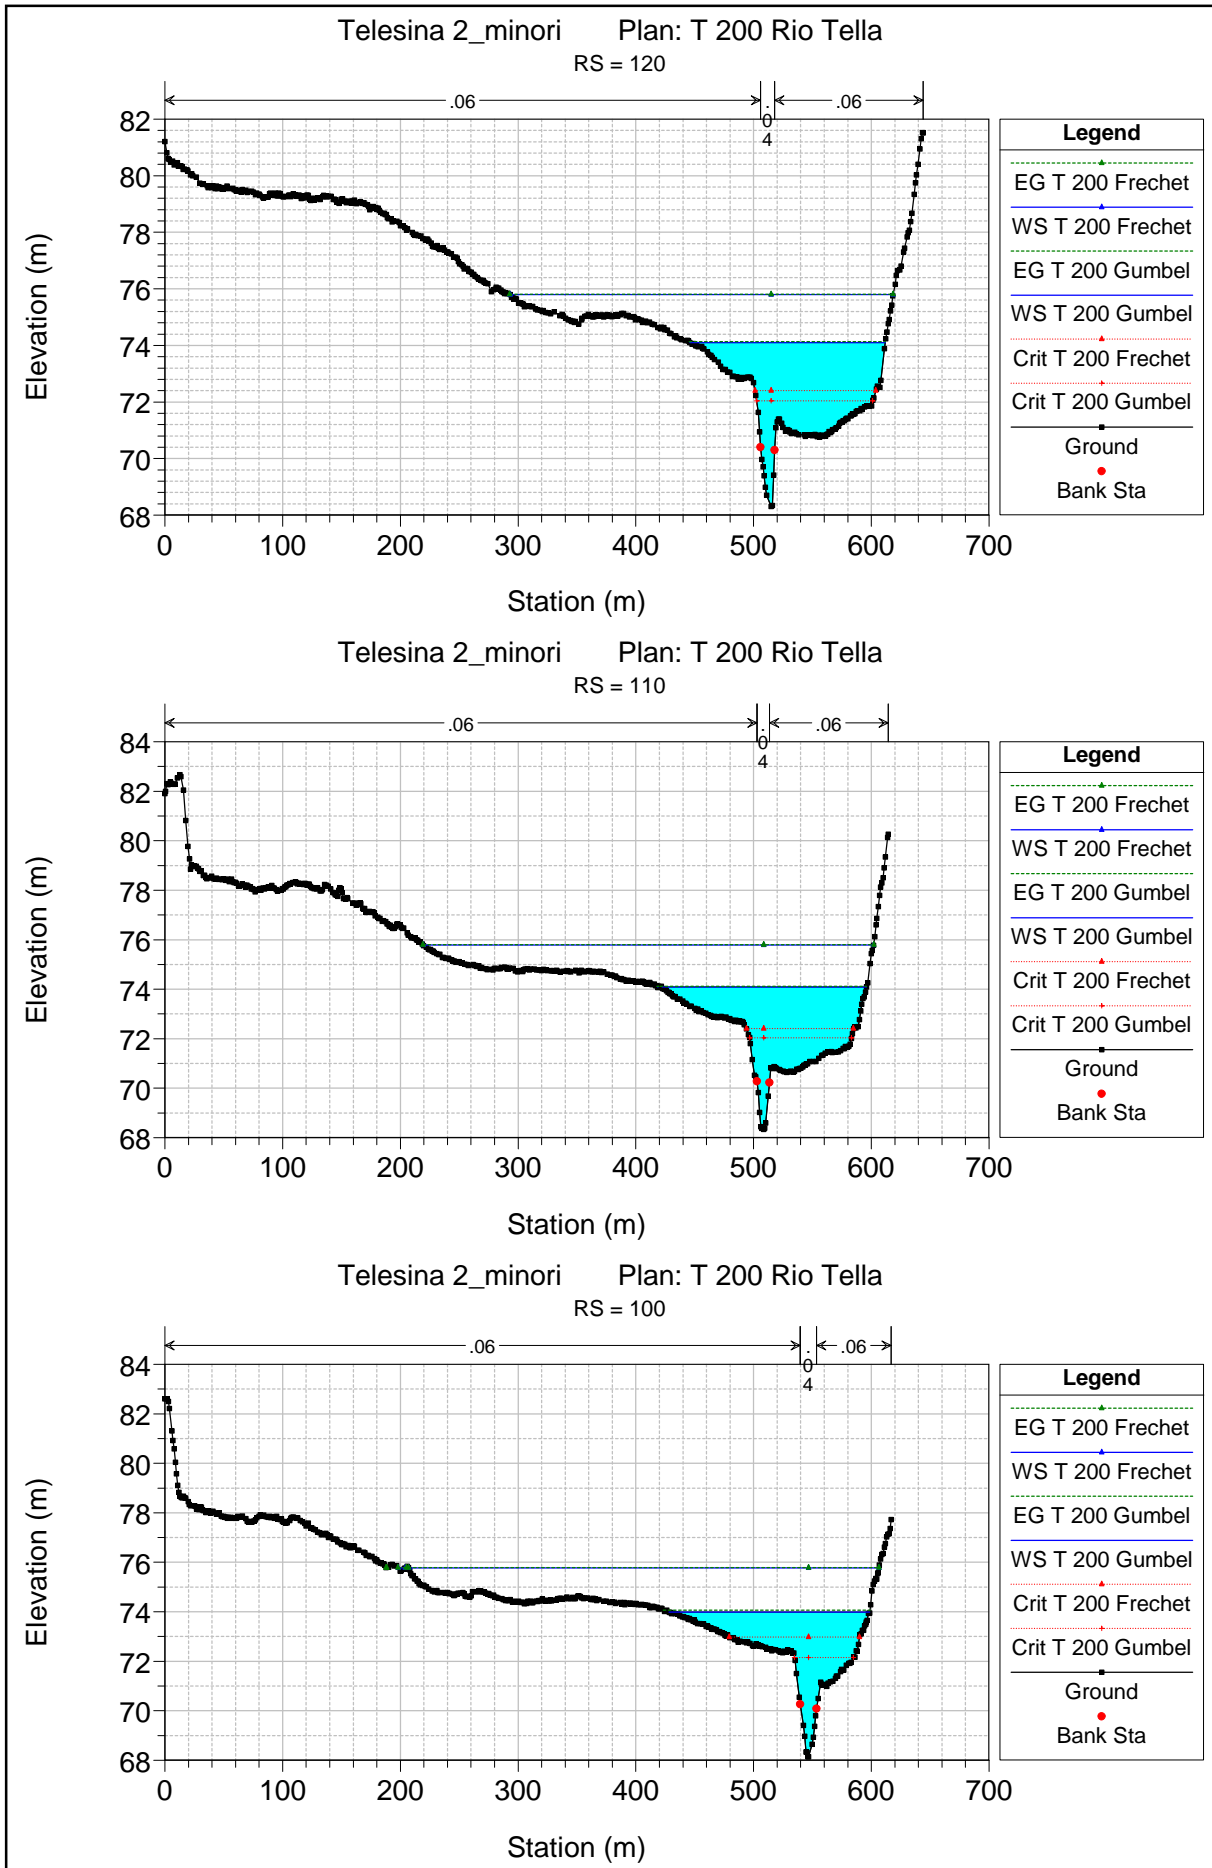 Telesina 2_minori Plan: T 200 Rio Tella
RS = 120
.06 .04 .06
Legend
EG T 200 Frechet
WS T 200 Frechet
EG T 200 Gumbel
WS T 200 Gumbel
Crit T 200 Frechet
Crit T 200 Gumbel
Ground
Bank Sta
82
80
78
76
74
72
70
68
Elevation (m)
0 100 200 300 400 500 600 700
Station (m)
Telesina 2_minori Plan: T 200 Rio Tella
RS = 110
.06 .04 .06
Legend
EG T 200 Frechet
WS T 200 Frechet
EG T 200 Gumbel
WS T 200 Gumbel
Crit T 200 Frechet
Crit T 200 Gumbel
Ground
Bank Sta
84
82
80
78
76
74
72
70
68
Elevation (m)
0 100 200 300 400 500 600 700
Station (m)
Telesina 2_minori Plan: T 200 Rio Tella
RS = 100
.06 .04 .06
Legend
EG T 200 Frechet
WS T 200 Frechet
EG T 200 Gumbel
WS T 200 Gumbel
Crit T 200 Frechet
Crit T 200 Gumbel
Ground
Bank Sta
84
82
80
78
76
74
72
70
68
Elevation (m)
0 100 200 300 400 500 600 700
Station (m)